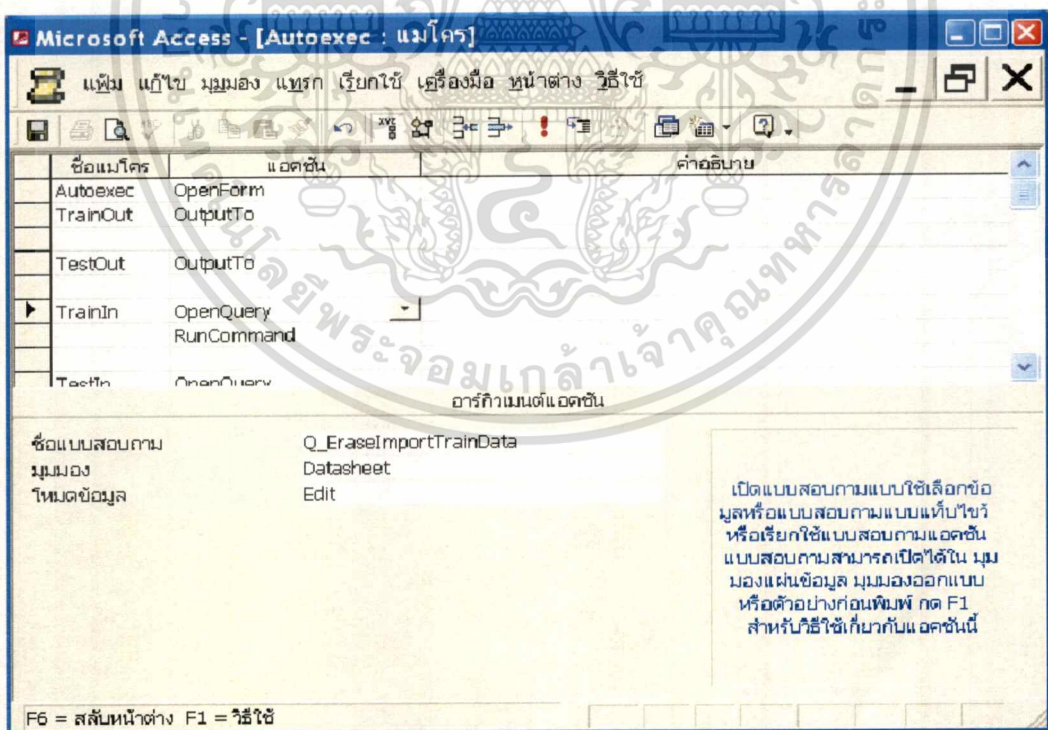 Microsoft Access - [Autoexec : แมโคร]
แฟ้ม แก้ไข มุมมอง แทรก เรียกใช้ เครื่องมือ หน้าต่าง วิธีใช้
ชื่อแมโคร แอคชัน คำอธิบาย
Autoexec OpenForm
TrainOut OutputTo
TestOut OutputTo
TrainIn OpenQuery
RunCommand
TestIn OpenQuery
อาร์กิวเมนต์แอคชัน
ชื่อแบบสอบถาม Q_EraseImportTrainData
มุมมอง Datasheet
โหมดข้อมูล Edit
เปิดแบบสอบถามแบบใช้เลือกข้อ
มูลหรือแบบสอบถามแบบแท็บไขว้
หรือเรียกใช้แบบสอบถามแอคชัน
แบบสอบถามสามารถเปิดได้ใน มุม
มองแผ่นข้อมูล มุมมองออกแบบ
หรือตัวอย่างก่อนพิมพ์ กด F1
สำหรับวิธีใช้เกี่ยวกับแอคชันนี้
F6 = สลับหน้าต่าง F1 = วิธีใช้